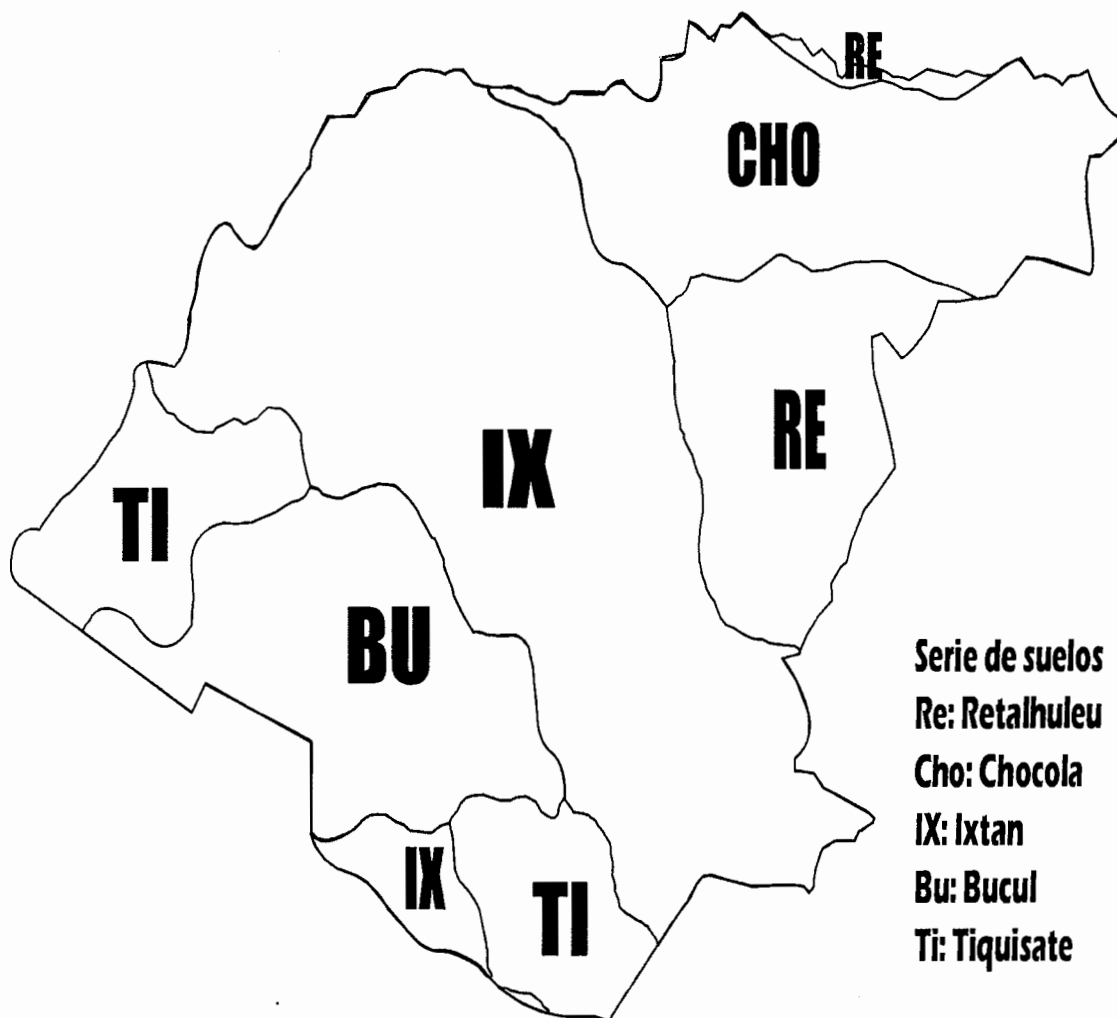 RE
CHO
RE
IX
TI
BU
IX
TI
Serie de suelos
Re: Retalhuleu
Cho: Chocola
IX: Ixtan
Bu: Bucul
Ti: Tiquisate